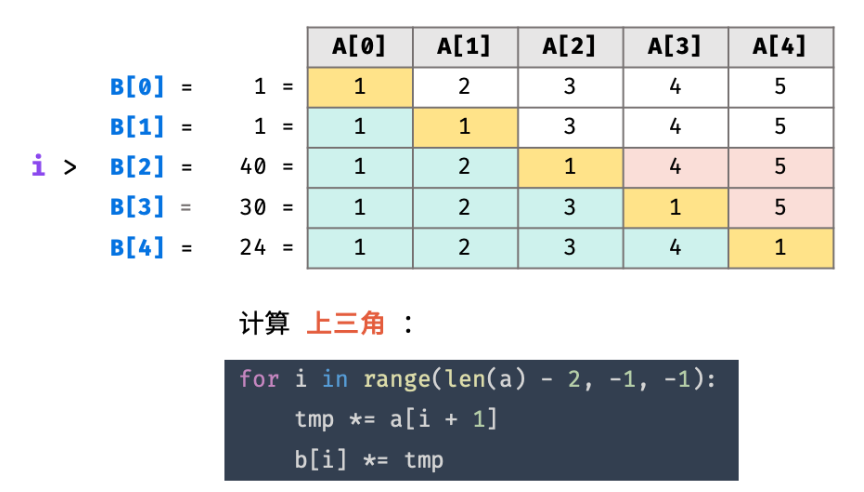 A[0] A[1] A[2] A[3] A[4]
B[0] = 1 = 1 2 3 4 5
B[1] = 1 = 1 1 3 4 5
i > B[2] = 40 = 1 2 1 4 5
B[3] = 30 = 1 2 3 1 5
B[4] = 24 = 1 2 3 4 1
计算 上三角 ：
for i in range(len(a) - 2, -1, -1):
tmp *= a[i + 1]
b[i] *= tmp